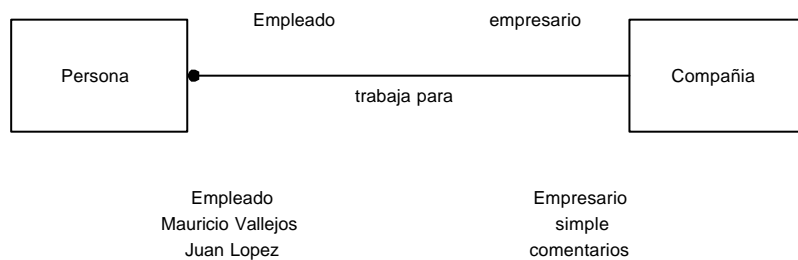 Empleado empresario
Persona Compañia
trabaja para
Empleado Empresario
Mauricio Vallejos simple
Juan Lopez comentarios